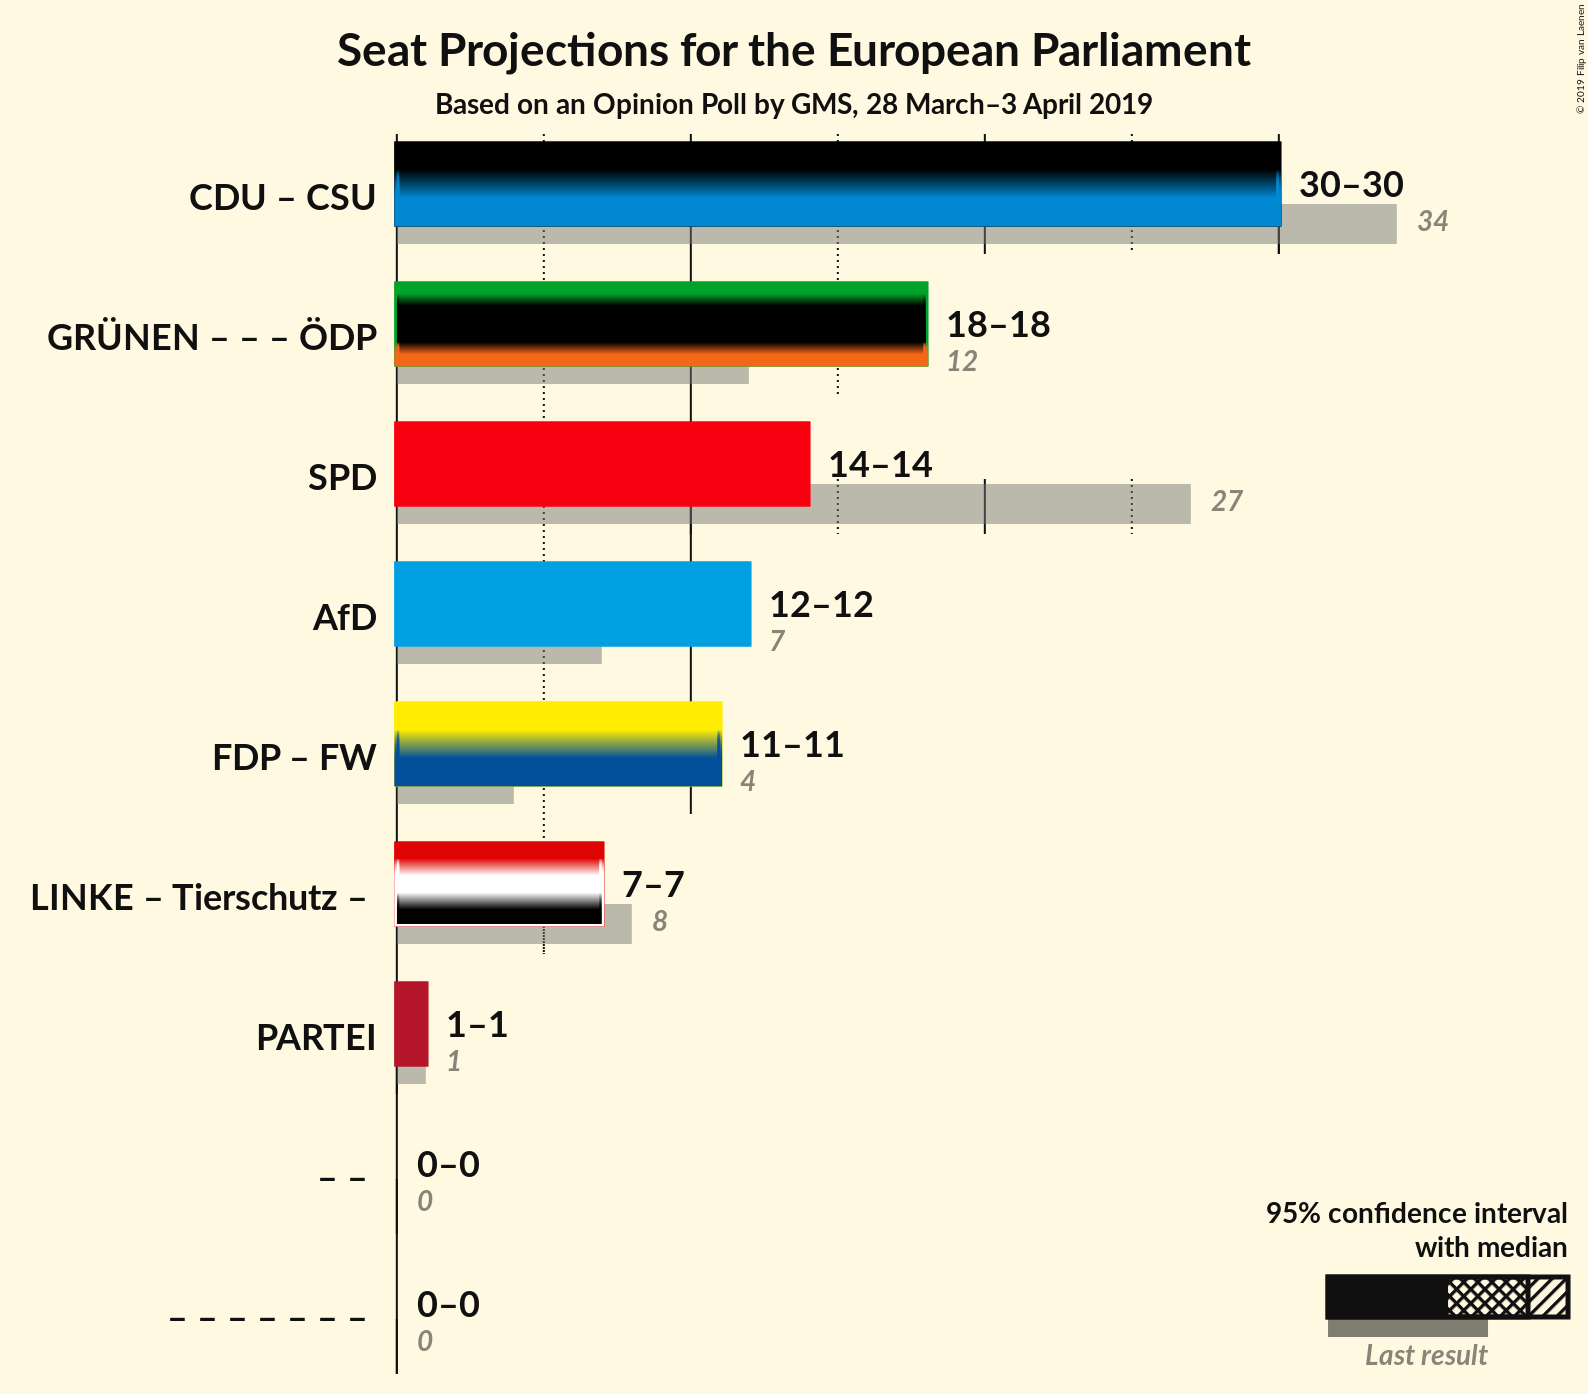 Seat Projections for the European Parliament
Based on an Opinion Poll by GMS, 28 March–3 April 2019
© 2019 Filip van Laenen
CDU – CSU
30–30
34
GRÜNEN – – – ÖDP
18–18
12
SPD
14–14
27
AfD
12–12
7
FDP – FW
11–11
4
LINKE – Tierschutz –
7–7
8
PARTEI
1–1
1
– –
0–0
0
– – – – – – –
0–0
0
95% confidence interval
with median
Last result